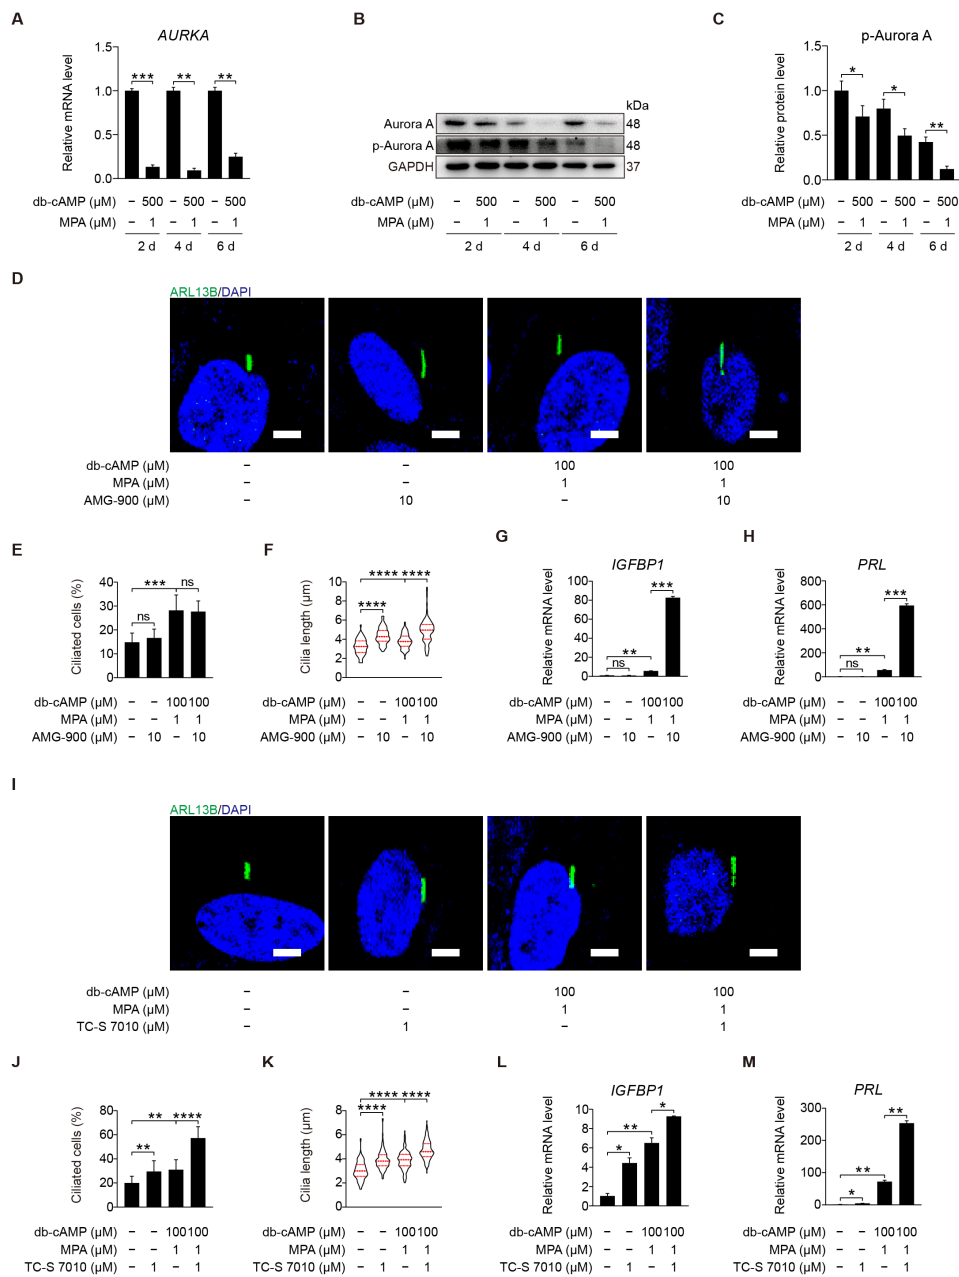 A
AURKA
Relative mRNA level
1.5
1.0
0.5
0.0
*** ** **
db-cAMP (μM) – 500 – 500 – 500
MPA (μM) – 1 – 1 – 1
2 d 4 d 6 d
B
kDa
Aurora A 48
p-Aurora A 48
GAPDH 37
db-cAMP (μM) – 500 – 500 – 500
MPA (μM) – 1 – 1 – 1
2 d 4 d 6 d
C
p-Aurora A
Relative protein level
1.5
1.0
0.5
0.0
* * **
db-cAMP (μM) – 500 – 500 – 500
MPA (μM) – 1 – 1 – 1
2 d 4 d 6 d
D
ARL13B/DAPI
db-cAMP (μM) – – 100 100
MPA (μM) – – 1 1
AMG-900 (μM) – 10 – 10
E
Ciliated cells (%)
40
30
20
10
0
*** ns
ns
db-cAMP (μM) – – 100 100
MPA (μM) – – 1 1
AMG-900 (μM) – 10 – 10
F
Cilia length (μm)
10
8
6
4
2
0
**** ****
****
db-cAMP (μM) – – 100 100
MPA (μM) – – 1 1
AMG-900 (μM) – 10 – 10
G
IGFBP1
Relative mRNA level
100
80
60
40
20
0
***
**
ns
db-cAMP (μM) – – 100 100
MPA (μM) – – 1 1
AMG-900 (μM) – 10 – 10
H
PRL
Relative mRNA level
800
600
400
200
0
***
**
ns
db-cAMP (μM) – – 100 100
MPA (μM) – – 1 1
AMG-900 (μM) – 10 – 10
I
ARL13B/DAPI
db-cAMP (μM) – – 100 100
MPA (μM) – – 1 1
TC-S 7010 (μM) – 1 – 1
J
Ciliated cells (%)
80
60
40
20
0
** ****
**
db-cAMP (μM) – – 100 100
MPA (μM) – – 1 1
TC-S 7010 (μM) – 1 – 1
K
Cilia length (μm)
8
6
4
2
0
**** ****
****
db-cAMP (μM) – – 100 100
MPA (μM) – – 1 1
TC-S 7010 (μM) – 1 – 1
L
IGFBP1
Relative mRNA level
10
8
6
4
2
0
*
**
*
db-cAMP (μM) – – 100 100
MPA (μM) – – 1 1
TC-S 7010 (μM) – 1 – 1
M
PRL
Relative mRNA level
300
200
100
0
**
**
*
db-cAMP (μM) – – 100 100
MPA (μM) – – 1 1
TC-S 7010 (μM) – 1 – 1